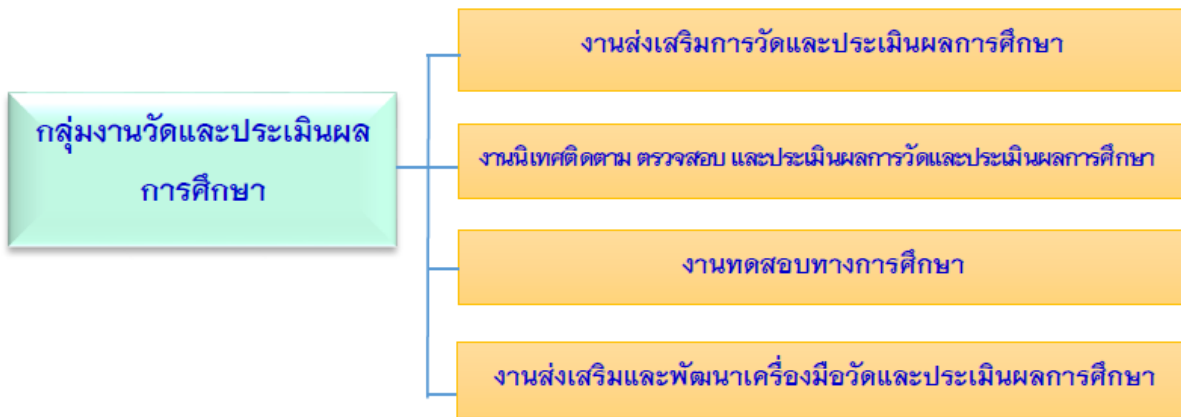 กลุ่มงานวัดและประเมินผล
การศึกษา
งานส่งเสริมการวัดและประเมินผลการศึกษา
งานนิเทศติดตาม ตรวจสอบ และประเมินผลการวัดและประเมินผลการศึกษา
งานทดสอบทางการศึกษา
งานส่งเสริมและพัฒนาเครื่องมือวัดและประเมินผลการศึกษา